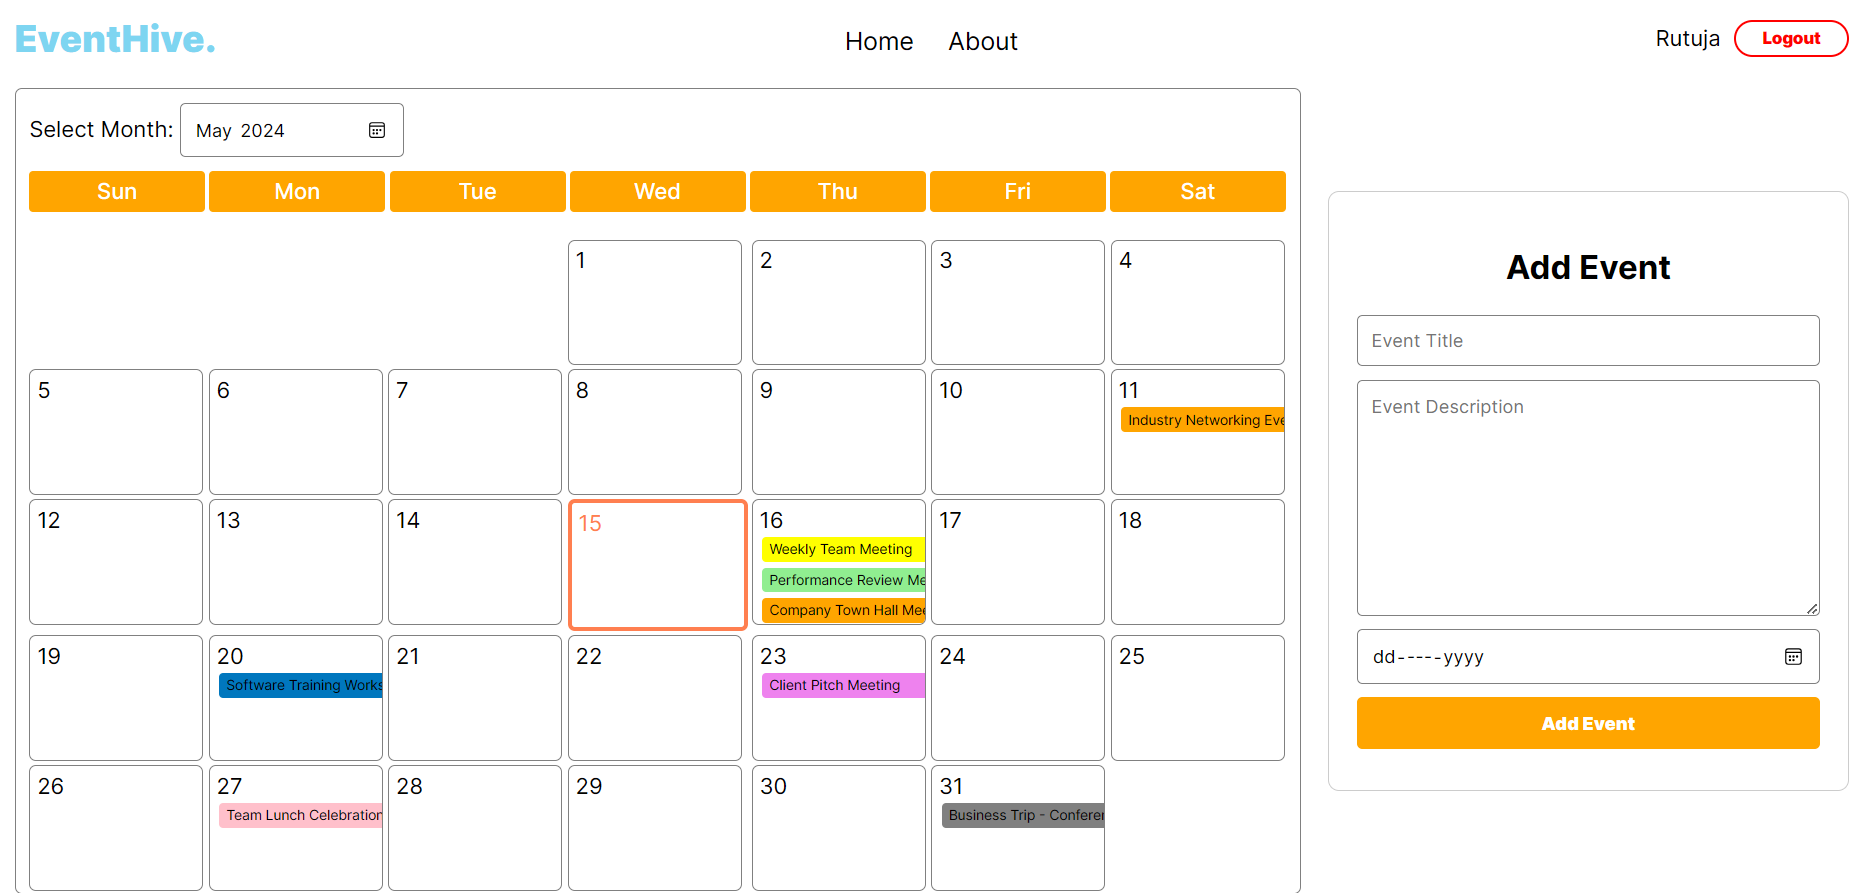 EventHive.
Home About
Rutuja Logout
Select Month: May 2024
Sun Mon Tue Wed Thu Fri Sat
1 2 3 4
5 6 7 8 9 10 11
Industry Networking Eve
12 13 14 15 16 17 18
Weekly Team Meeting
Performance Review Me
Company Town Hall Mee
19 20 21 22 23 24 25
Software Training Works Client Pitch Meeting
26 27 28 29 30 31
Team Lunch Celebration Business Trip - Conferen
Add Event
Event Title
Event Description
dd-----yyyy
Add Event